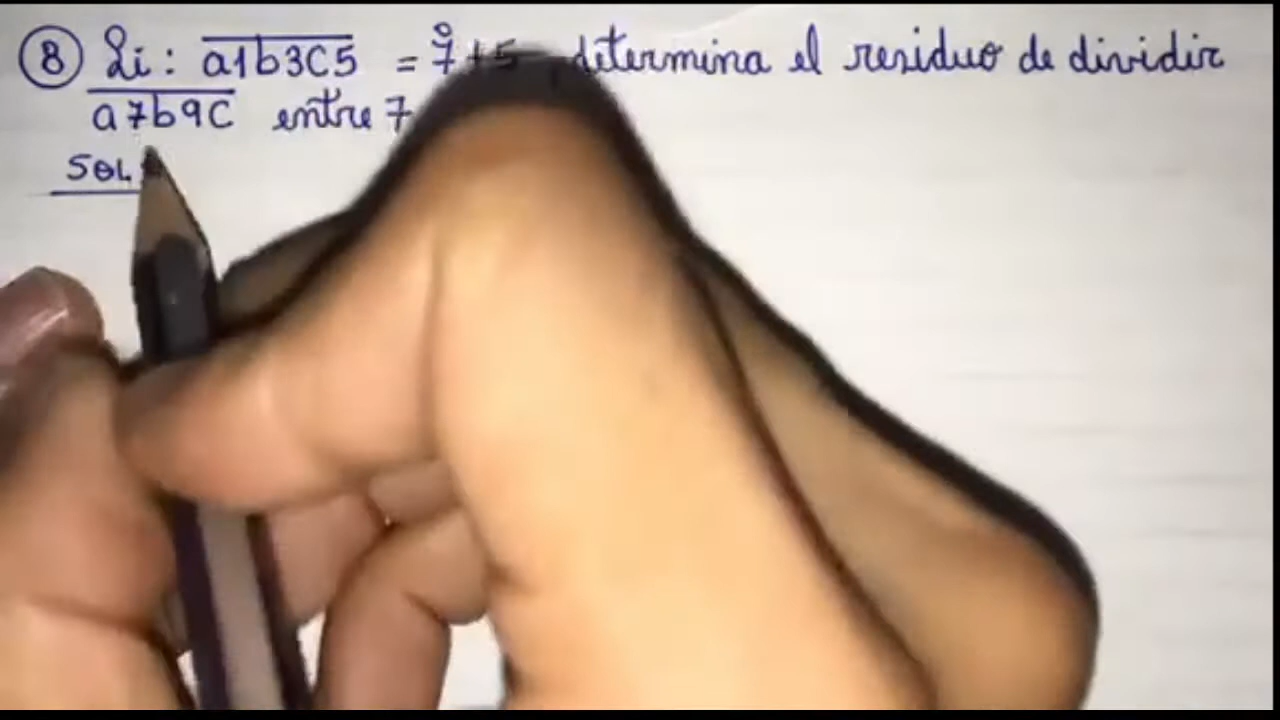 8 Si: a1b3c5 = 7̊ + 5, determina el residuo de dividir
a7b9c entre 7
SOL